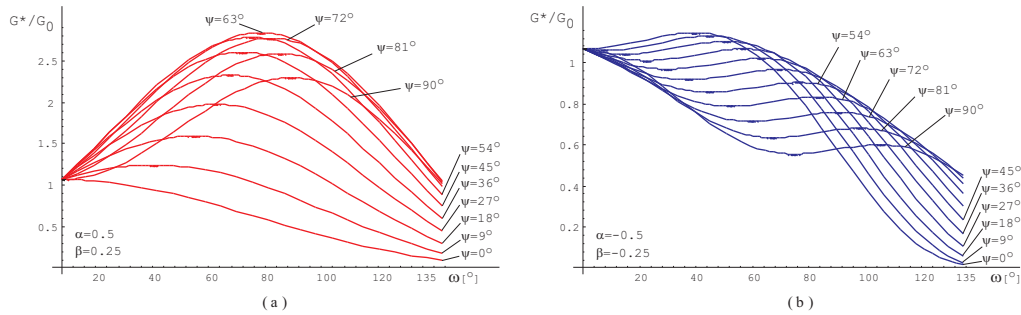 G*/G0
ψ=63°
ψ=72°
ψ=81°
ψ=90°
2.5
2
1.5
1
0.5
ψ=54°
ψ=45°
ψ=36°
ψ=27°
ψ=18°
ψ=9°
ψ=0°
α=0.5
β=0.25
20 40 60 80 100 120 135 ω[°]
(a)
G*/G0
ψ=54°
ψ=63°
ψ=72°
ψ=81°
ψ=90°
1
0.8
0.6
0.4
0.2
ψ=45°
ψ=36°
ψ=27°
ψ=18°
ψ=9°
ψ=0°
α=-0.5
β=-0.25
20 40 60 80 100 120 135 ω[°]
(b)